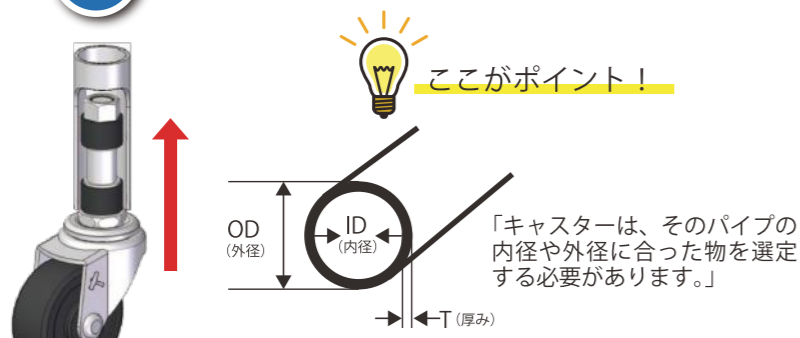 ここがポイント！
OD
（外径）
ID
（内径）
T（厚み）
「キャスターは、そのパイプの
内径や外径に合った物を選定
する必要があります。」